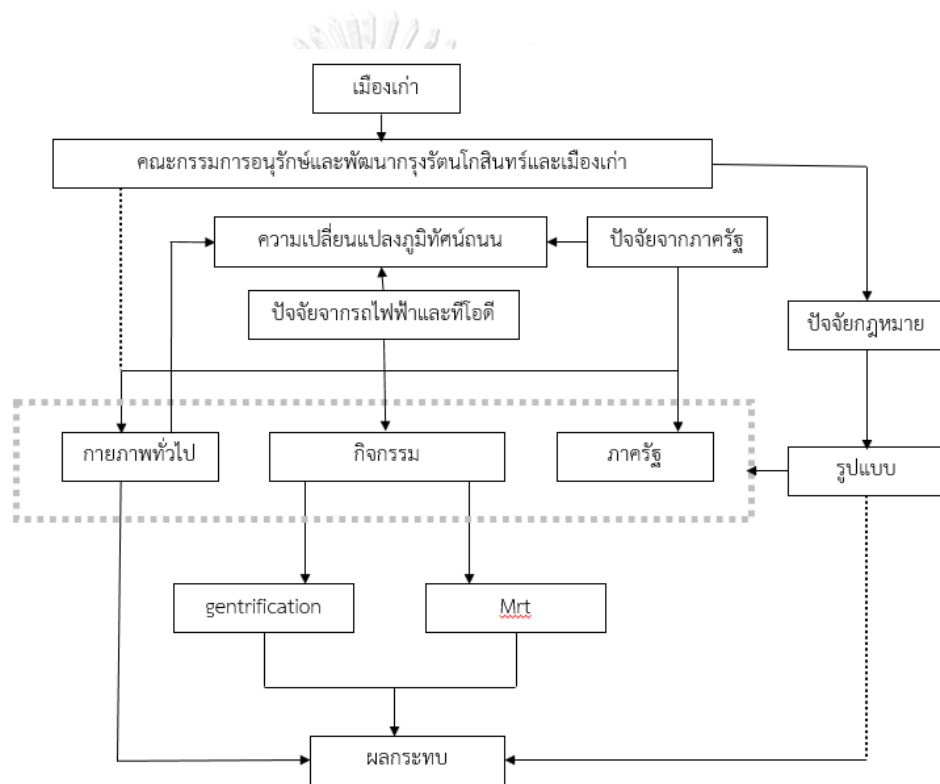 เมืองเก่า
คณะกรรมการอนุรักษ์และพัฒนากรุงรัตนโกสินทร์และเมืองเก่า
ความเปลี่ยนแปลงภูมิทัศน์ถนน
ปัจจัยจากภาครัฐ
ปัจจัยจากรถไฟฟ้าและทีโอดี
ปัจจัยกฎหมาย
กายภาพทั่วไป
กิจกรรม
ภาครัฐ
รูปแบบ
gentrification
Mrt
ผลกระทบ